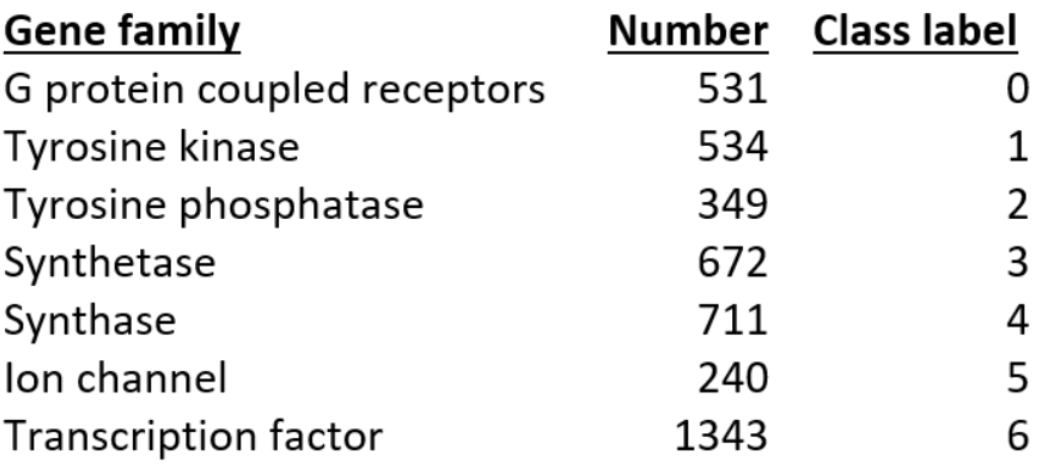 Gene family Number Class label
G protein coupled receptors 531 0
Tyrosine kinase 534 1
Tyrosine phosphatase 349 2
Synthetase 672 3
Synthase 711 4
Ion channel 240 5
Transcription factor 1343 6